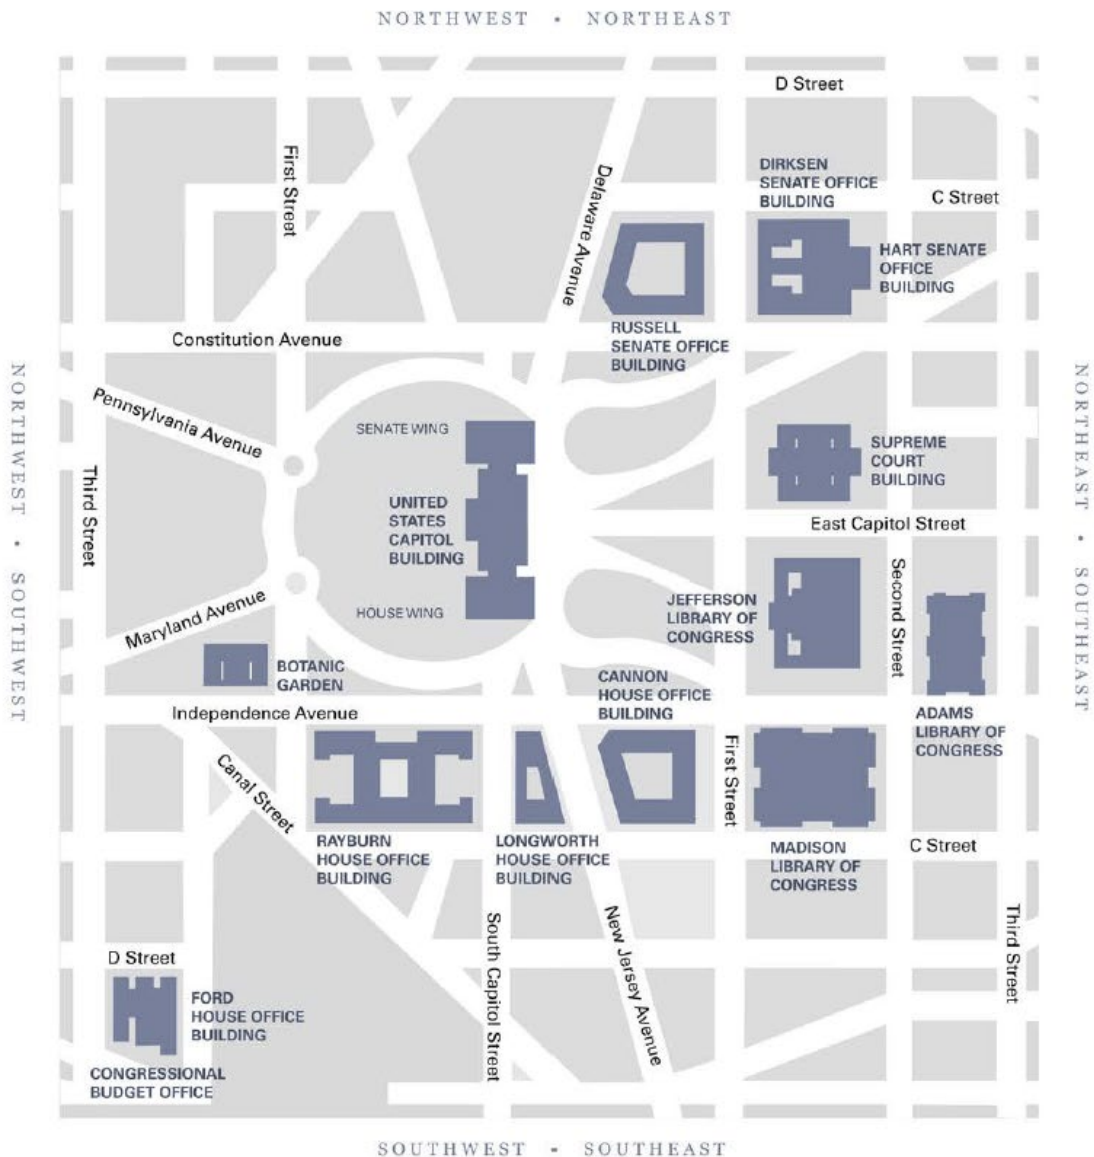 NORTHWEST • NORTHEAST
D Street
First Street
Delaware Avenue
DIRKSEN
SENATE OFFICE
BUILDING
C Street
HART SENATE
OFFICE
BUILDING
RUSSELL
SENATE OFFICE
BUILDING
Constitution Avenue
NORTHWEST • SOUTHWEST
NORTHEAST • SOUTHEAST
Pennsylvania Avenue
SENATE WING
SUPREME
COURT
BUILDING
Third Street
UNITED
STATES
CAPITOL
BUILDING
East Capitol Street
Second Street
Maryland Avenue
HOUSE WING
JEFFERSON
LIBRARY OF
CONGRESS
BOTANIC
GARDEN
CANNON
HOUSE OFFICE
BUILDING
Independence Avenue
ADAMS
LIBRARY OF
CONGRESS
Canal Street
First Street
RAYBURN
HOUSE OFFICE
BUILDING
LONGWORTH
HOUSE OFFICE
BUILDING
MADISON
LIBRARY OF
CONGRESS
C Street
South Capitol Street
New Jersey Avenue
Third Street
D Street
FORD
HOUSE OFFICE
BUILDING
CONGRESSIONAL
BUDGET OFFICE
SOUTHWEST • SOUTHEAST